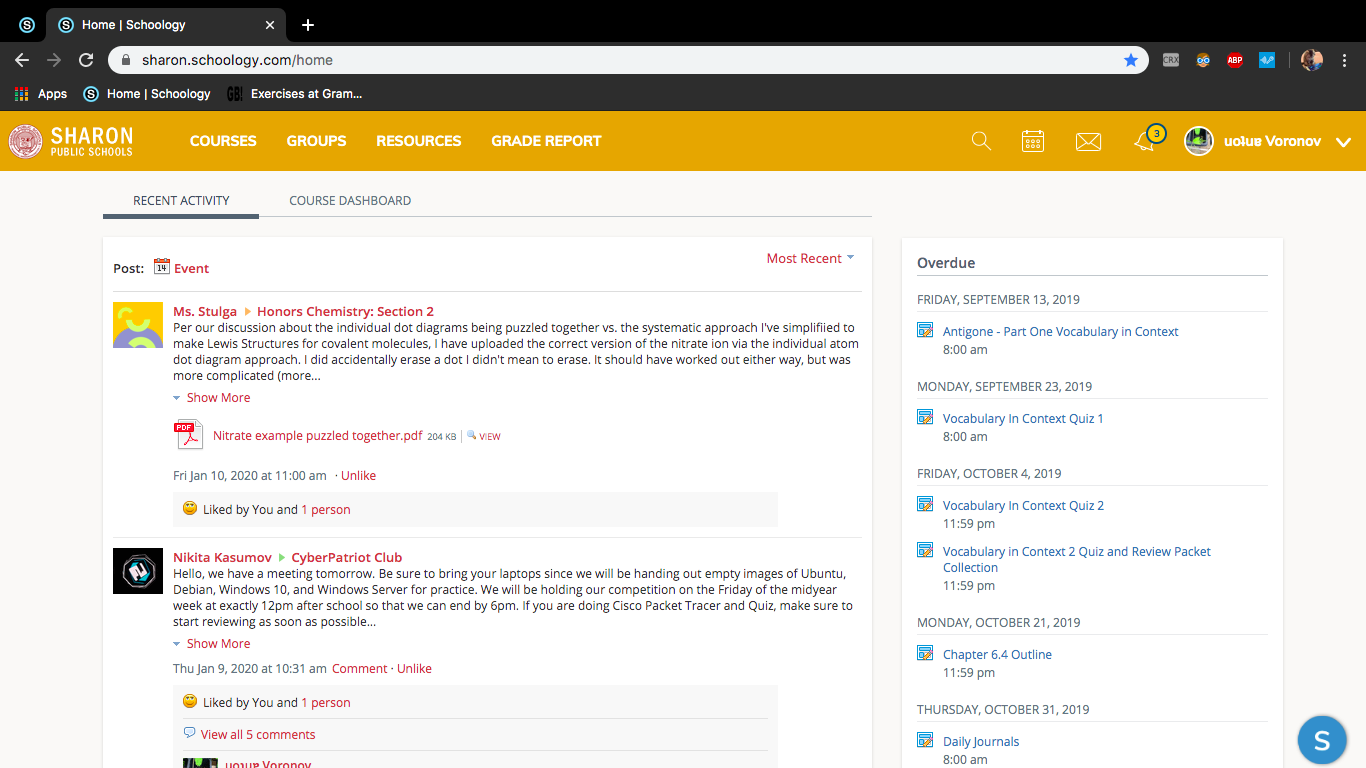 Home | Schoology
sharon.schoology.com/home
CRX
ABP
Apps
Home | Schoology
GB!
Exercises at Gram...
SHARON
PUBLIC SCHOOLS
COURSES
GROUPS
RESOURCES
GRADE REPORT
3
uoʇuɐ Voronov
RECENT ACTIVITY
COURSE DASHBOARD
Post:
14
Event
Most Recent
Ms. Stulga
Honors Chemistry: Section 2
Per our discussion about the individual dot diagrams being puzzled together vs. the systematic approach I've simplifiied to
make Lewis Structures for covalent molecules, I have uploaded the correct version of the nitrate ion via the individual atom
dot diagram approach. I did accidentally erase a dot I didn't mean to erase. It should have worked out either way, but was
more complicated (more...
Show More
PDF
Nitrate example puzzled together.pdf 204 KB
VIEW
Fri Jan 10, 2020 at 11:00 am · Unlike
Liked by You and 1 person
Nikita Kasumov
CyberPatriot Club
Hello, we have a meeting tomorrow. Be sure to bring your laptops since we will be handing out empty images of Ubuntu,
Debian, Windows 10, and Windows Server for practice. We will be holding our competition on the Friday of the midyear
week at exactly 12pm after school so that we can end by 6pm. If you are doing Cisco Packet Tracer and Quiz, make sure to
start reviewing as soon as possible...
Show More
Thu Jan 9, 2020 at 10:31 am Comment · Unlike
Liked by You and 1 person
View all 5 comments
uoʇuɐ Voronov
Overdue
FRIDAY, SEPTEMBER 13, 2019
Antigone - Part One Vocabulary in Context
8:00 am
MONDAY, SEPTEMBER 23, 2019
Vocabulary In Context Quiz 1
8:00 am
FRIDAY, OCTOBER 4, 2019
Vocabulary In Context Quiz 2
11:59 pm
Vocabulary in Context 2 Quiz and Review Packet
Collection
11:59 pm
MONDAY, OCTOBER 21, 2019
Chapter 6.4 Outline
11:59 pm
THURSDAY, OCTOBER 31, 2019
Daily Journals
8:00 am
S